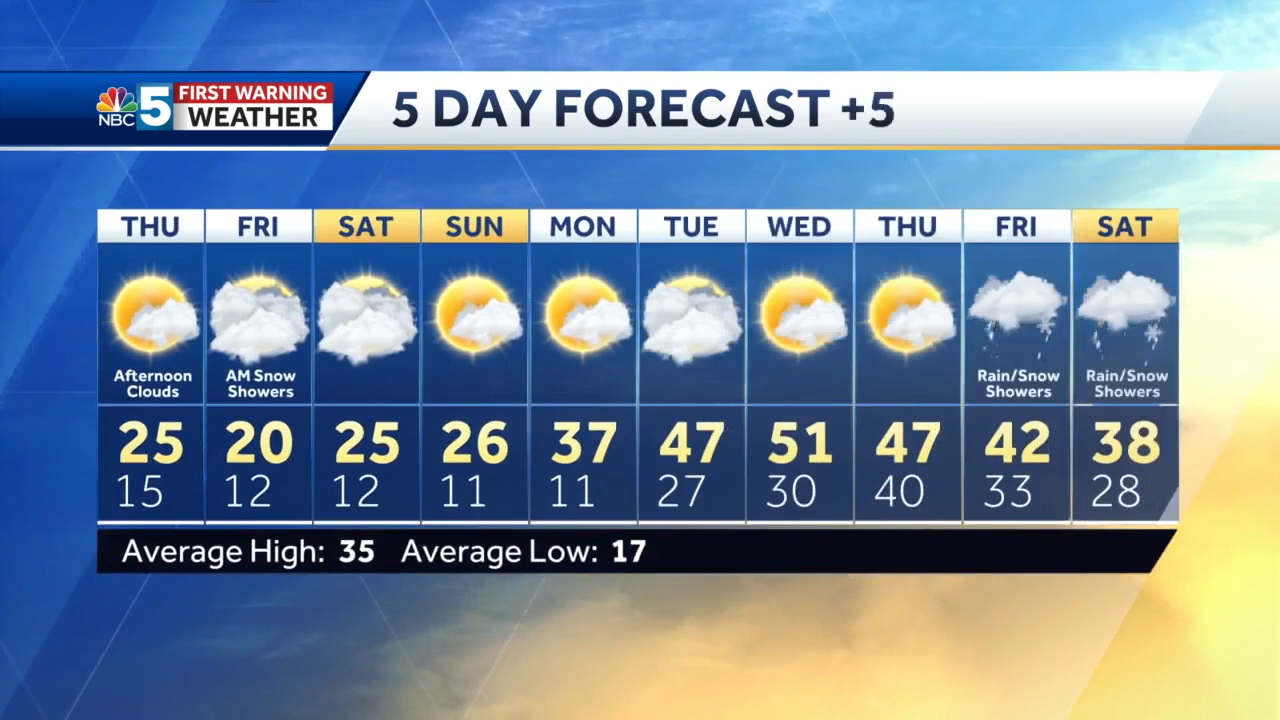 NBC 5 FIRST WARNING
WEATHER
5 DAY FORECAST +5
THU FRI SAT SUN MON TUE WED THU FRI SAT
Afternoon AM Snow Rain/Snow Rain/Snow
Clouds Showers Showers Showers
25 20 25 26 37 47 51 47 42 38
15 12 12 11 11 27 30 40 33 28
Average High: 35 Average Low: 17